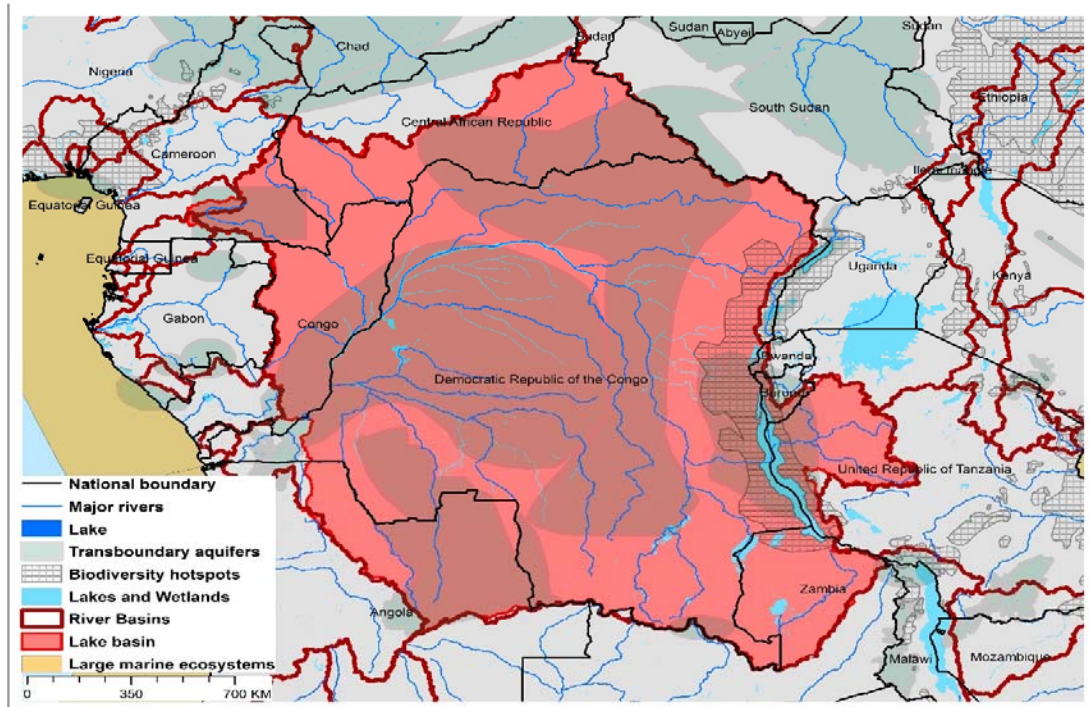 Chad
Sudan
Sudan
Abyei
Sudan
Nigeria
Ethiopia
South Sudan
Central African Republic
Cameroon
Equatorial Guinea
Equatorial Guinea
Uganda
Kenya
Gabon
Congo
Rwanda
Democratic Republic of the Congo
Burundi
United Republic of Tanzania
Zambia
Angola
Malawi
Mozambique
National boundary
Major rivers
Lake
Transboundary aquifers
Biodiversity hotspots
Lakes and Wetlands
River Basins
Lake basin
Large marine ecosystems
0 350 700 KM